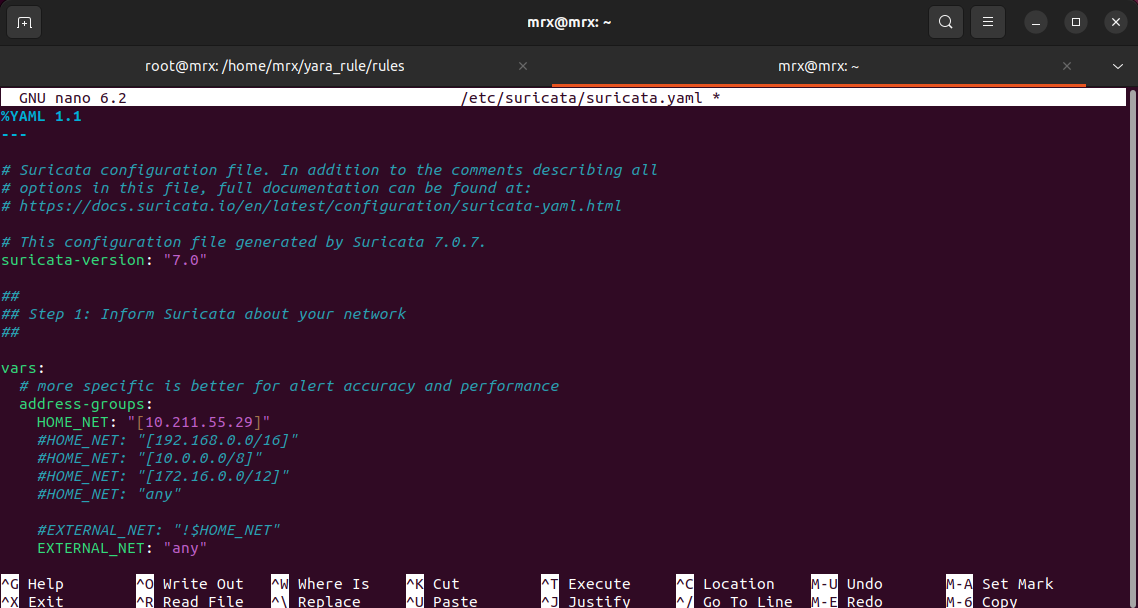 mrx@mrx: ~
root@mrx: /home/mrx/yara_rule/rules
mrx@mrx: ~
GNU nano 6.2 /etc/suricata/suricata.yaml *
%YAML 1.1
---
# Suricata configuration file. In addition to the comments describing all
# options in this file, full documentation can be found at:
# https://docs.suricata.io/en/latest/configuration/suricata-yaml.html
# This configuration file generated by Suricata 7.0.7.
suricata-version: "7.0"
##
## Step 1: Inform Suricata about your network
##
vars:
  # more specific is better for alert accuracy and performance
  address-groups:
    HOME_NET: "[10.211.55.29]"
    #HOME_NET: "[192.168.0.0/16]"
    #HOME_NET: "[10.0.0.0/8]"
    #HOME_NET: "[172.16.0.0/12]"
    #HOME_NET: "any"
    #EXTERNAL_NET: "!$HOME_NET"
    EXTERNAL_NET: "any"
^G Help ^O Write Out ^W Where Is ^K Cut ^T Execute ^C Location M-U Undo M-A Set Mark
^X Exit ^R Read File ^\ Replace ^U Paste ^J Justify ^/ Go To Line M-E Redo M-6 Copy